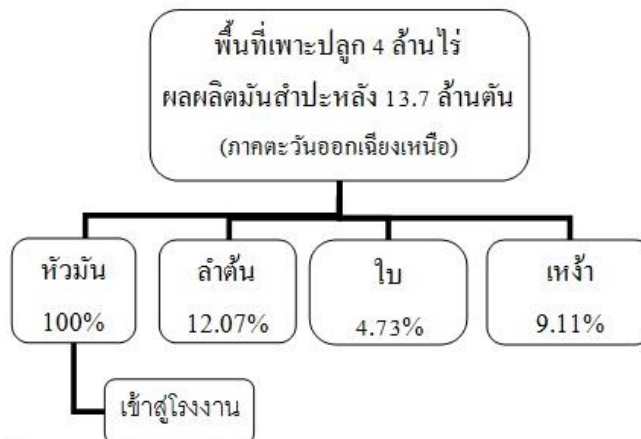 พื้นที่เพาะปลูก 4 ล้านไร่
ผลผลิตมันสำปะหลัง 13.7 ล้านตัน
(ภาคตะวันออกเฉียงเหนือ)
หัวมัน
100%
ลำต้น
12.07%
ใบ
4.73%
เหง้า
9.11%
เข้าสู่โรงงาน